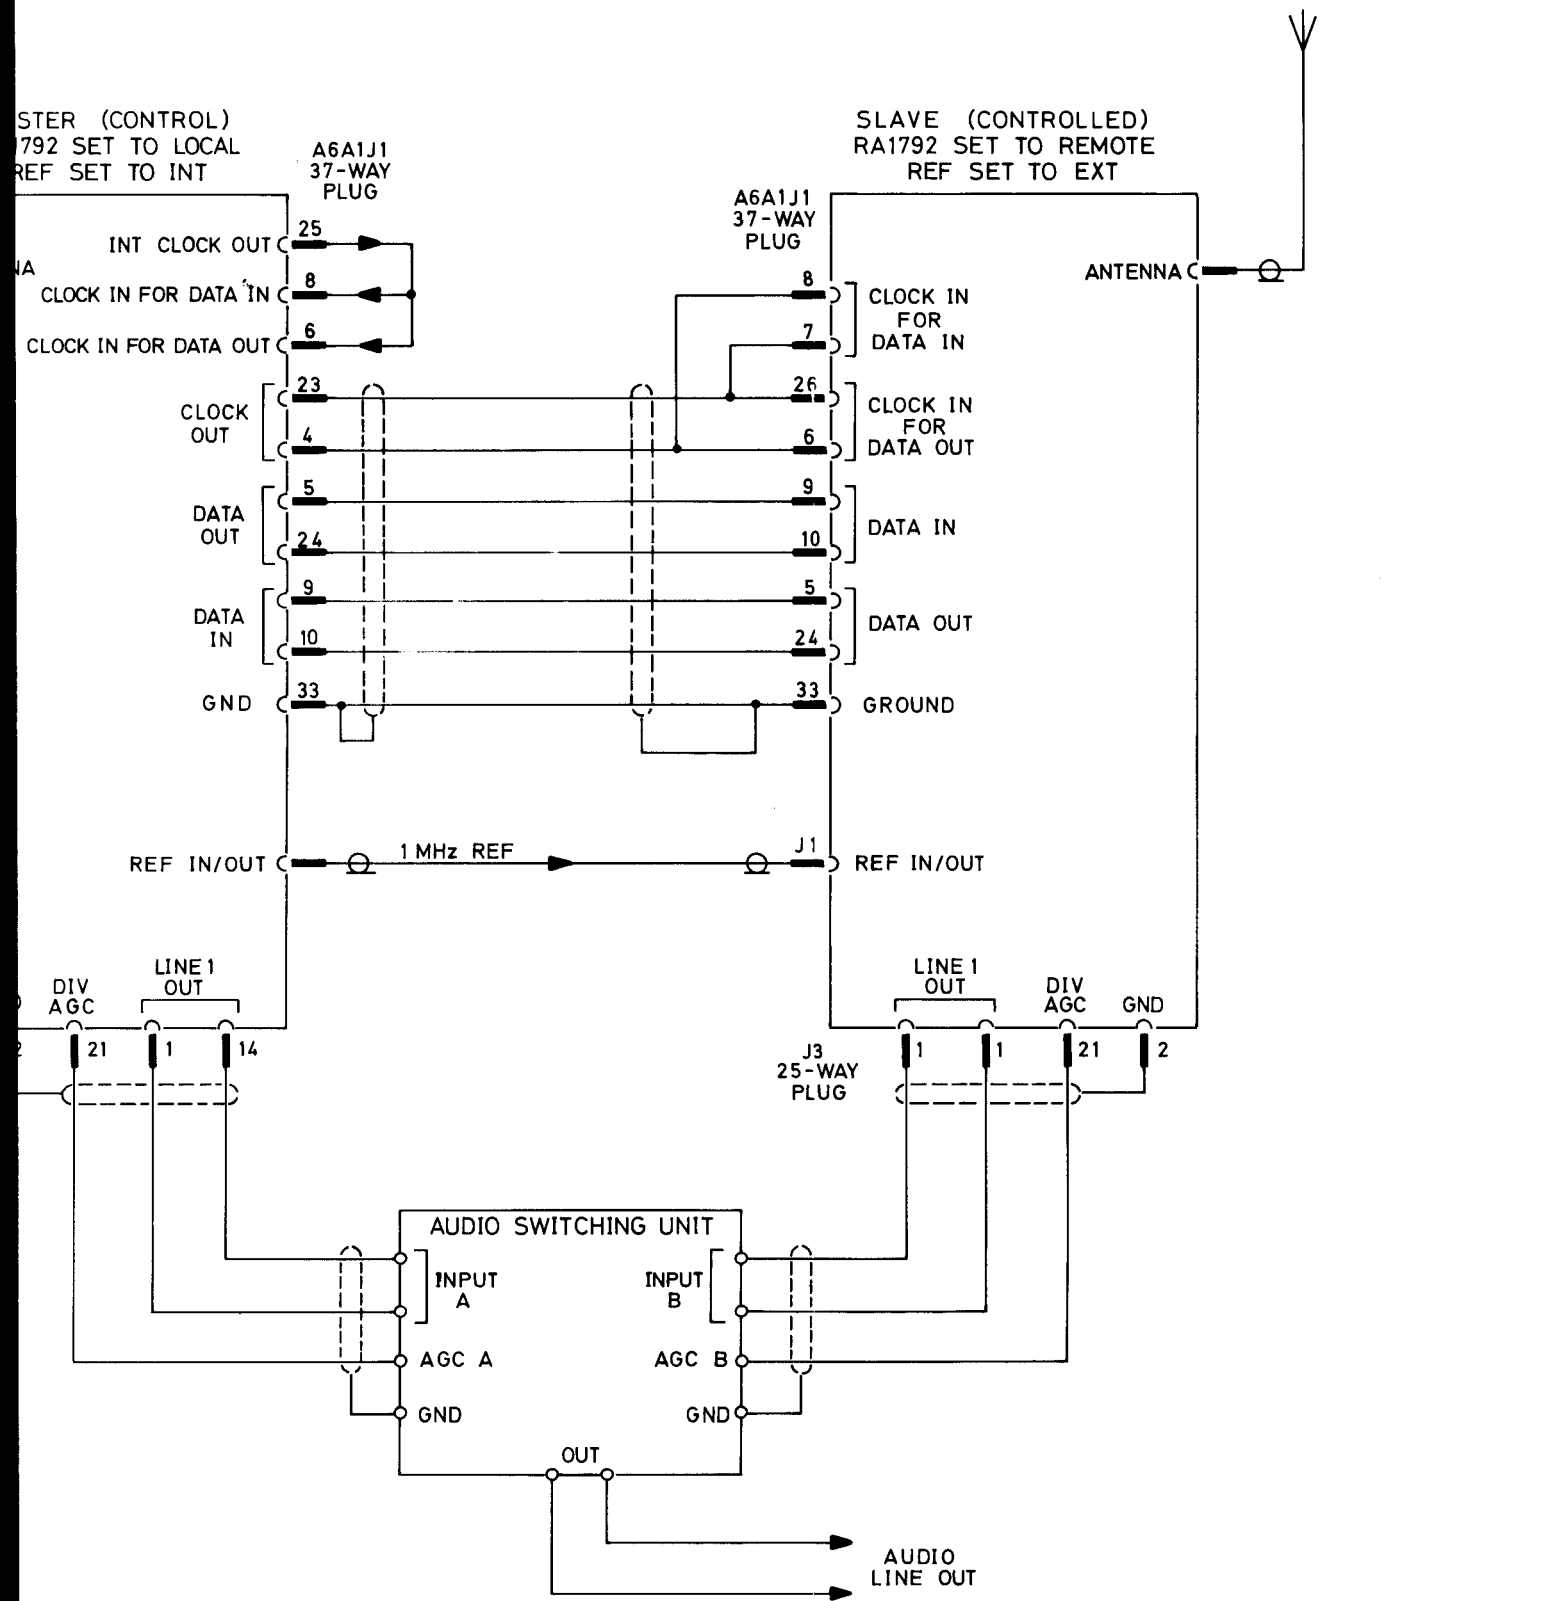 STER (CONTROL)
1792 SET TO LOCAL
REF SET TO INT
A6A1J1
37-WAY
PLUG
SLAVE (CONTROLLED)
RA1792 SET TO REMOTE
REF SET TO EXT
A6A1J1
37-WAY
PLUG
INT CLOCK OUT
25
NA
CLOCK IN FOR DATA IN
8
CLOCK IN FOR DATA OUT
6
ANTENNA
8
7
CLOCK IN
FOR
DATA IN
CLOCK
OUT
23
4
26
6
CLOCK IN
FOR
DATA OUT
DATA
OUT
5
24
9
10
DATA IN
DATA
IN
9
10
5
24
DATA OUT
GND
33
33
GROUND
REF IN/OUT
1MHz REF
J1
REF IN/OUT
DIV
AGC
LINE 1
OUT
2
21
1
14
LINE 1
OUT
DIV
AGC
GND
J3
25-WAY
PLUG
1
1
21
2
AUDIO SWITCHING UNIT
INPUT
A
INPUT
B
AGC A
AGC B
GND
GND
OUT
AUDIO
LINE OUT